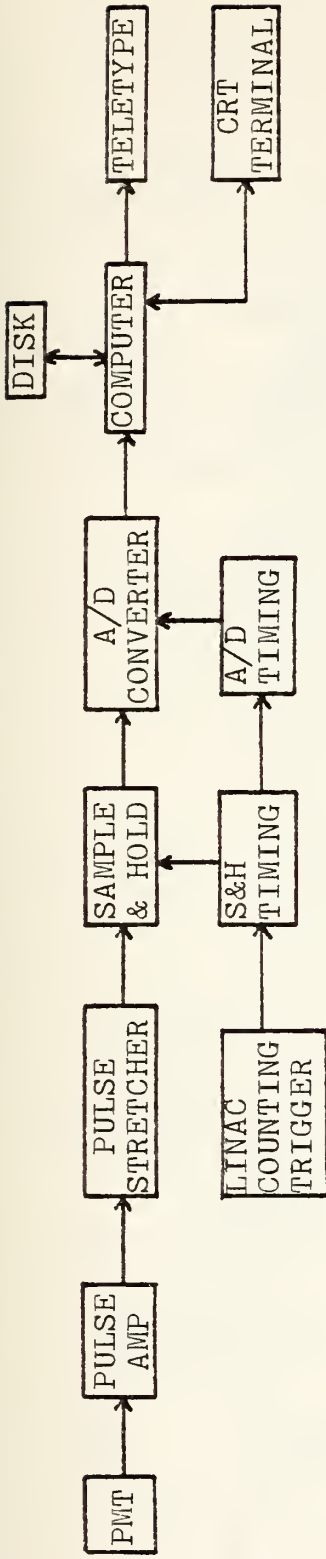 PMT
PULSE
AMP
PULSE
STRETCHER
SAMPLE
& HOLD
A/D
CONVERTER
COMPUTER
DISK
TELETYPE
CRT
TERMINAL
LINAC
COUNTING
TRIGGER
S&H
TIMING
A/D
TIMING